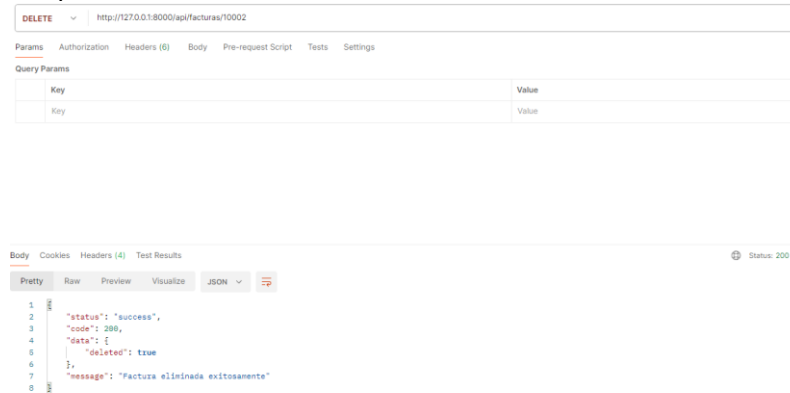 DELETE http://127.0.0.1:8000/api/facturas/10002
Params Authorization Headers (6) Body Pre-request Script Tests Settings
Query Params
Key Value
Key Value
Body Cookies Headers (4) Test Results Status: 200
Pretty Raw Preview Visualize JSON
1 {
2 "status": "success",
3 "code": 200,
4 "data": {
5 "deleted": true
6 },
7 "message": "Factura eliminada exitosamente"
8 }